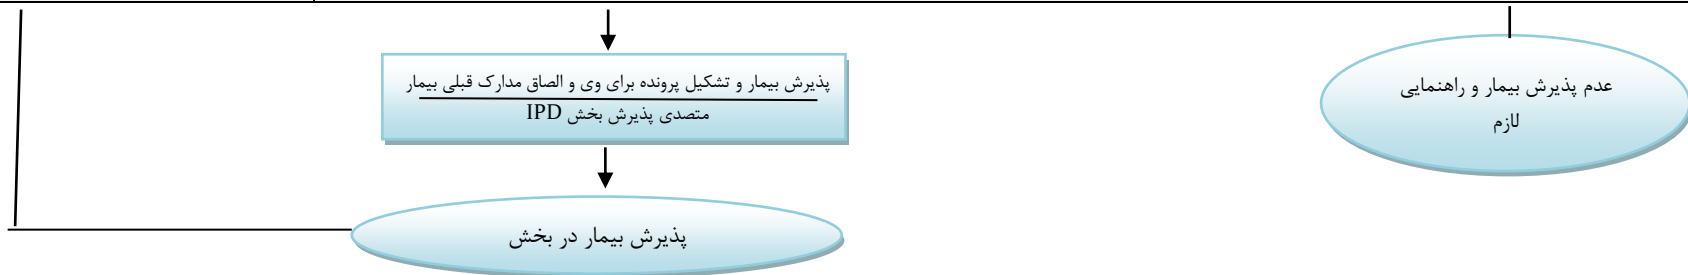 عدم پذیرش بیمار و راهنمایی
لازم
پذیرش بیمار و تشکیل پرونده برای وی و الصاق مدارک قبلی بیمار
متصدی پذیرش بخش IPD
پذیرش بیمار در بخش